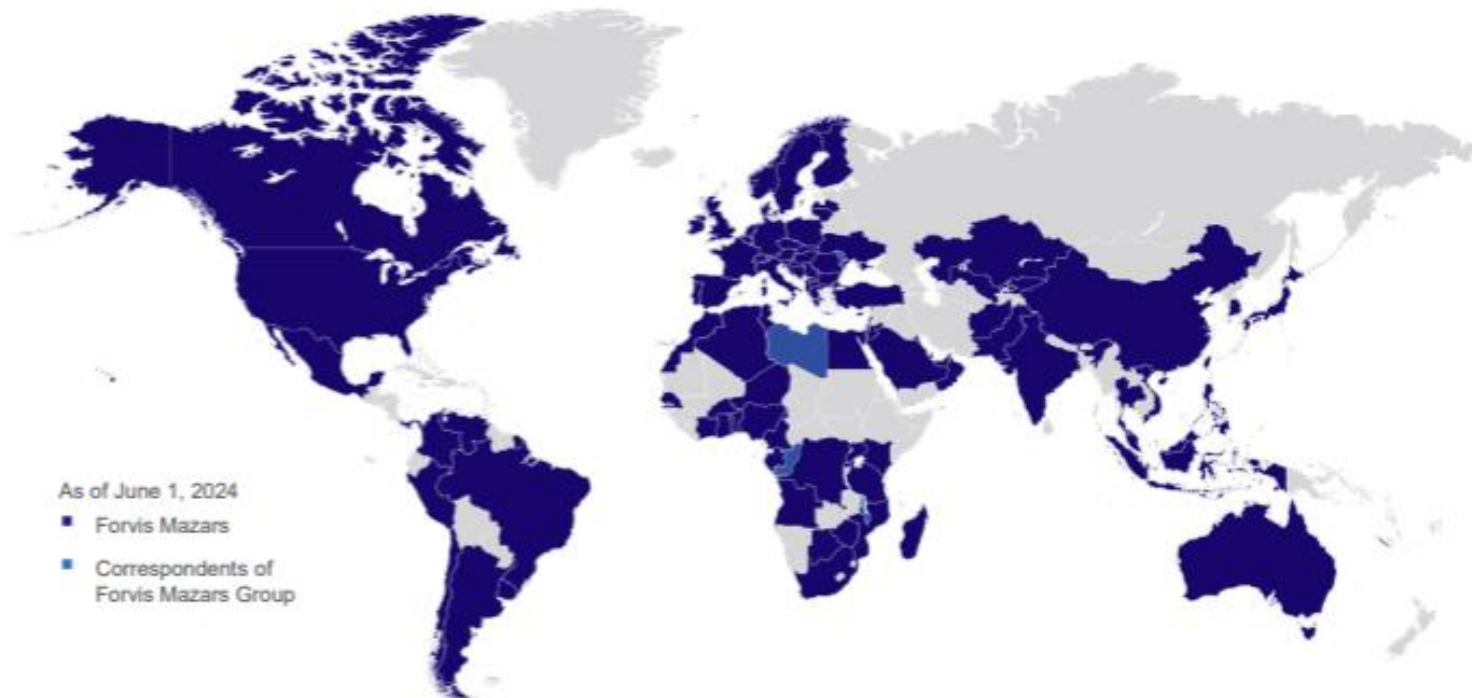 As of June 1, 2024
Forvis Mazars
Correspondents of
Forvis Mazars Group